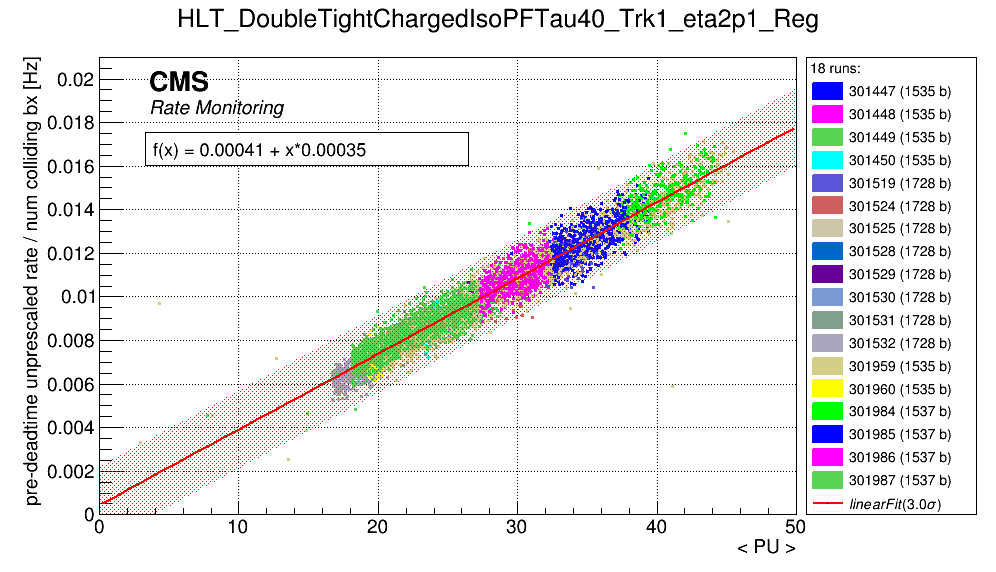 HLT_DoubleTightChargedIsoPFTau40_Trk1_eta2p1_Reg
pre-deadtime unprescaled rate / num colliding bx [Hz]
CMS
Rate Monitoring
f(x) = 0.00041 + x*0.00035
0.02
0.018
0.016
0.014
0.012
0.01
0.008
0.006
0.004
0.002
0
0 10 20 30 40 50
< PU >
18 runs:
301447 (1535 b)
301448 (1535 b)
301449 (1535 b)
301450 (1535 b)
301519 (1728 b)
301524 (1728 b)
301525 (1728 b)
301528 (1728 b)
301529 (1728 b)
301530 (1728 b)
301531 (1728 b)
301532 (1728 b)
301959 (1535 b)
301960 (1535 b)
301984 (1537 b)
301985 (1537 b)
301986 (1537 b)
301987 (1537 b)
linearFit(3.0σ)